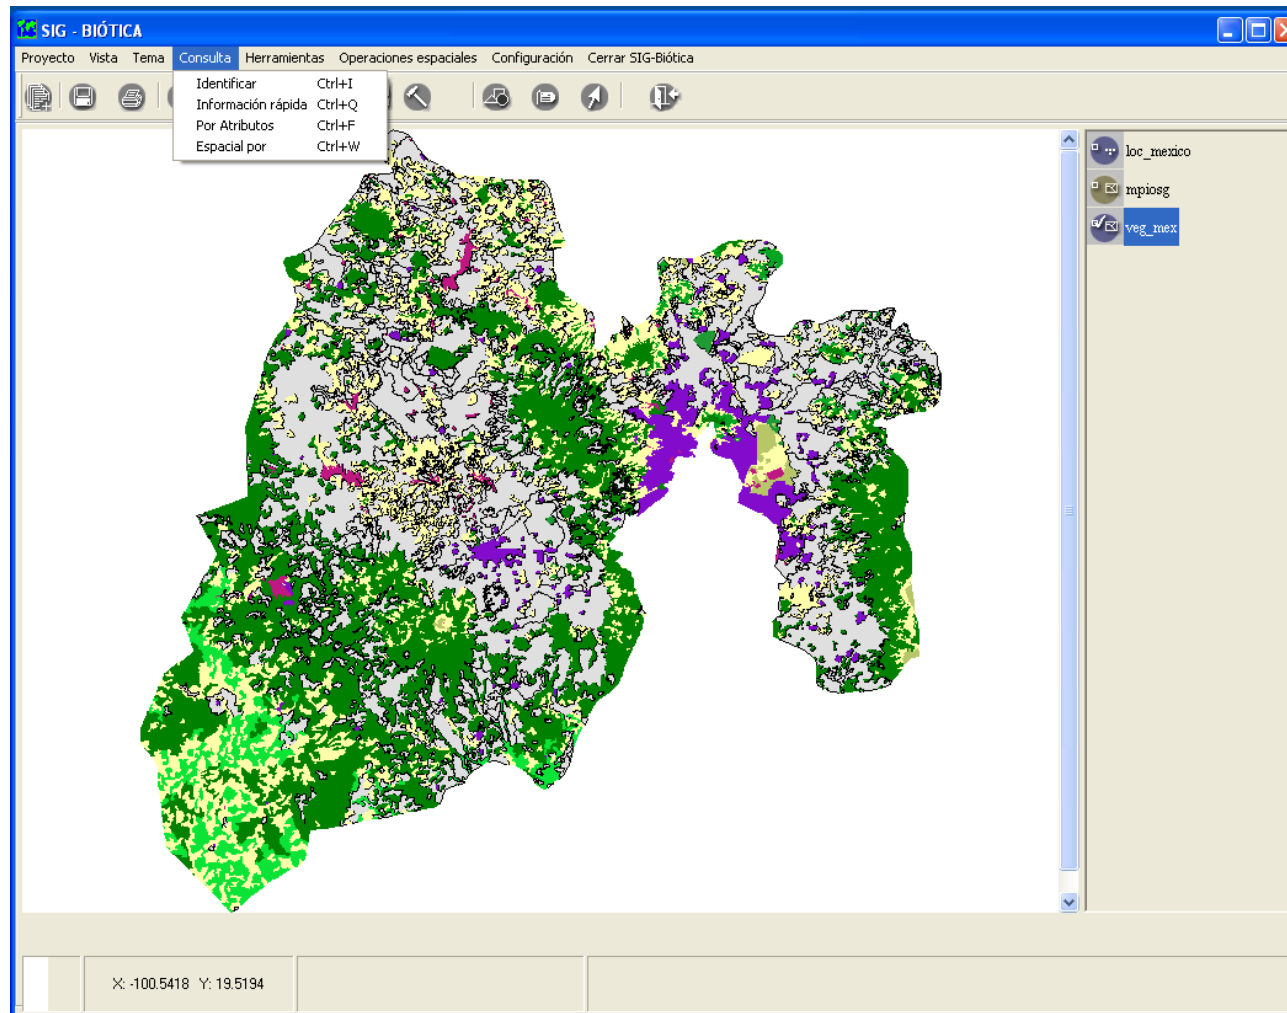 SIG - BIÓTICA
Proyecto Vista Tema Consulta Herramientas Operaciones espaciales Configuración Cerrar SIG-Biótica
Identificar Ctrl+I
Información rápida Ctrl+Q
Por Atributos Ctrl+F
Espacial por Ctrl+W
loc_mexico
mpiosg
veg_mex
X: -100.5418 Y: 19.5194